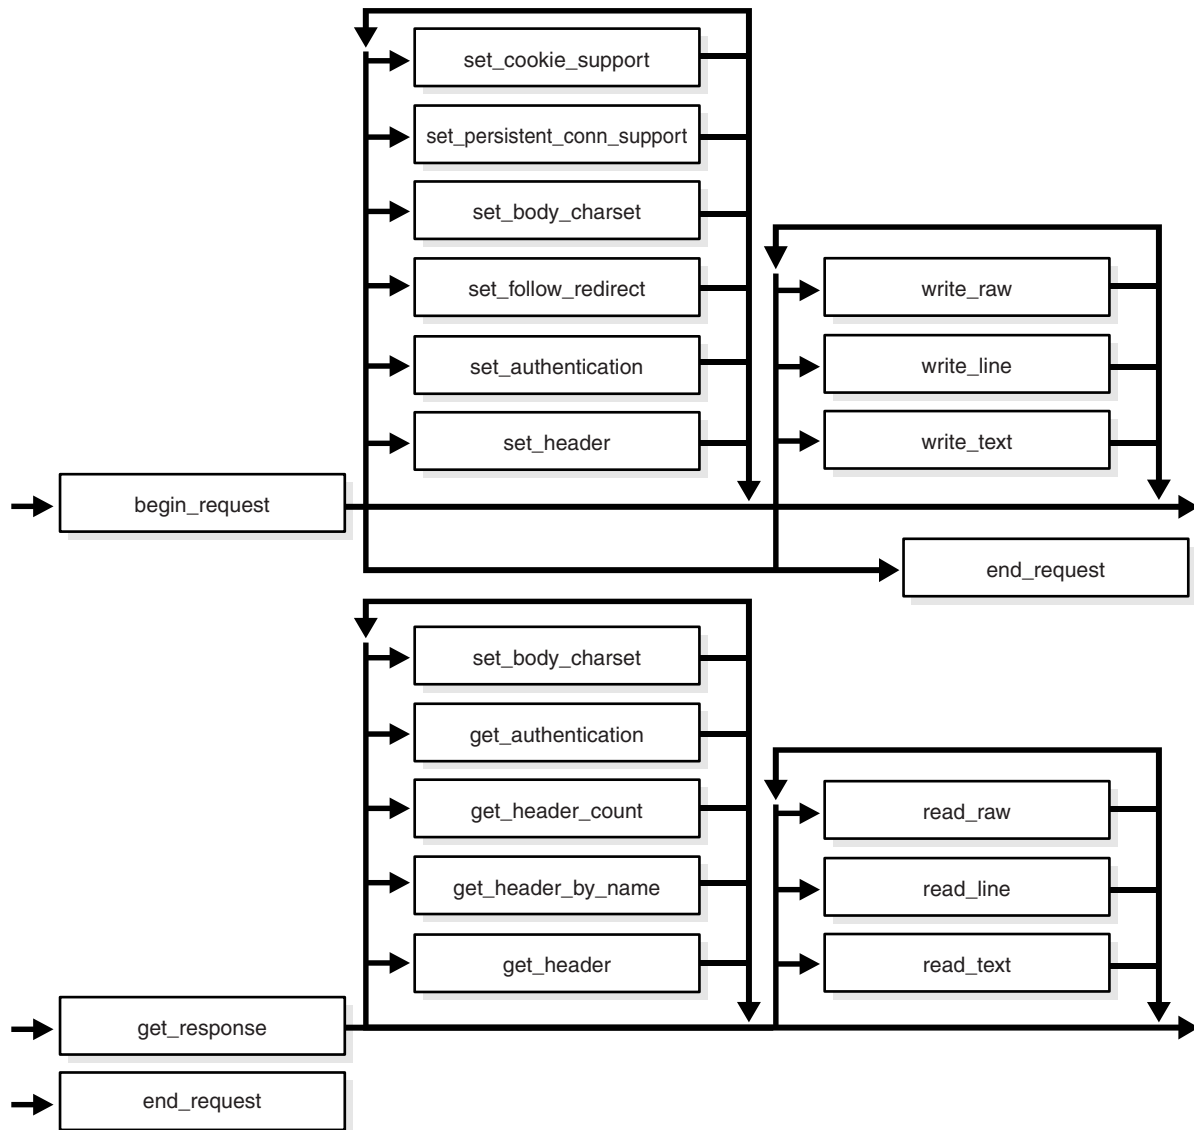 set_cookie_support
set_persistent_conn_support
set_body_charset
set_follow_redirect
set_authentication
set_header
write_raw
write_line
write_text
begin_request
end_request
set_body_charset
get_authentication
get_header_count
get_header_by_name
get_header
read_raw
read_line
read_text
get_response
end_request